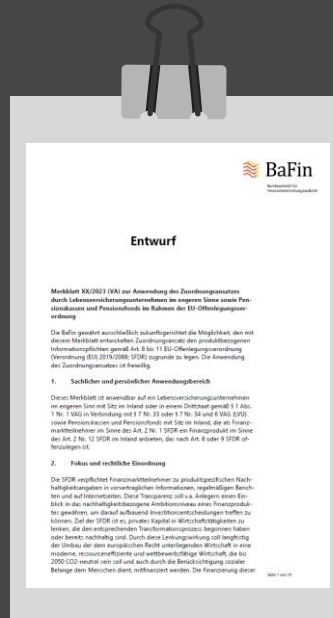 BaFin
Bundesanstalt für
Finanzdienstleistungsaufsicht
Entwurf
Merkblatt XX/2023 (VA) zur Anwendung des Zuordnungsansatzes
durch Lebensversicherungsunternehmen im engeren Sinne sowie Pen-
sionskassen und Pensionsfonds im Rahmen der EU-Offenlegungsver-
ordnung
Die BaFin gewährt ausschließlich zukunftsgerichtet die Möglichkeit, den mit
diesem Merkblatt entwickelten Zuordnungsansatz den produktbezogenen
Informationspflichten gemäß Art. 8 bis 11 EU-Offenlegungsverordnung
(Verordnung (EU) 2019/2088; SFDR) zugrunde zu legen. Die Anwendung
des Zuordnungsansatzes ist freiwillig.
1. Sachlicher und persönlicher Anwendungsbereich
Dieses Merkblatt ist anwendbar auf ein Lebensversicherungsunternehmen
im engeren Sinn mit Sitz im Inland oder in einem Drittstaat gemäß § 1 Abs.
1 Nr. 1 VAG in Verbindung mit § 7 Nr. 33 oder § 7 Nr. 34 und 6 VAG (LVU)
sowie Pensionskassen und Pensionsfonds mit Sitz im Inland, die als Finanz-
marktteilnehmer im Sinne des Art. 2 Nr. 1 SFDR ein Finanzprodukt im Sinne
des Art. 2 Nr. 12 SFDR im Inland anbieten, das nach Art. 8 oder 9 SFDR of-
fenzulegen ist.
2. Fokus und rechtliche Einordnung
Die SFDR verpflichtet Finanzmarktteilnehmer zu produktspezifischen Nach-
haltigkeitsangaben in vorvertraglichen Informationen, regelmäßigen Berich-
ten und auf Internetseiten. Diese Transparenz soll v.a. Anlegern einen Ein-
blick in das nachhaltigkeitsbezogene Ambitionsniveau eines Finanzproduk-
tes gewähren, um darauf aufbauend Investitionsentscheidungen treffen zu
können. Ziel der SFDR ist es, privates Kapital in Wirtschaftstätigkeiten zu
lenken, die den entsprechenden Transformationsprozess begonnen haben
oder bereits nachhaltig sind. Durch diese Lenkungswirkung soll langfristig
der Umbau der dem europäischen Recht unterliegenden Wirtschaft in eine
moderne, ressourceneffiziente und wettbewerbsfähige Wirtschaft, die bis
2050 CO2-neutral sein soll und auch durch die Berücksichtigung sozialer
Belange dem Menschen dient, mitfinanziert werden. Die Finanzierung dieser
Seite 1 von 10